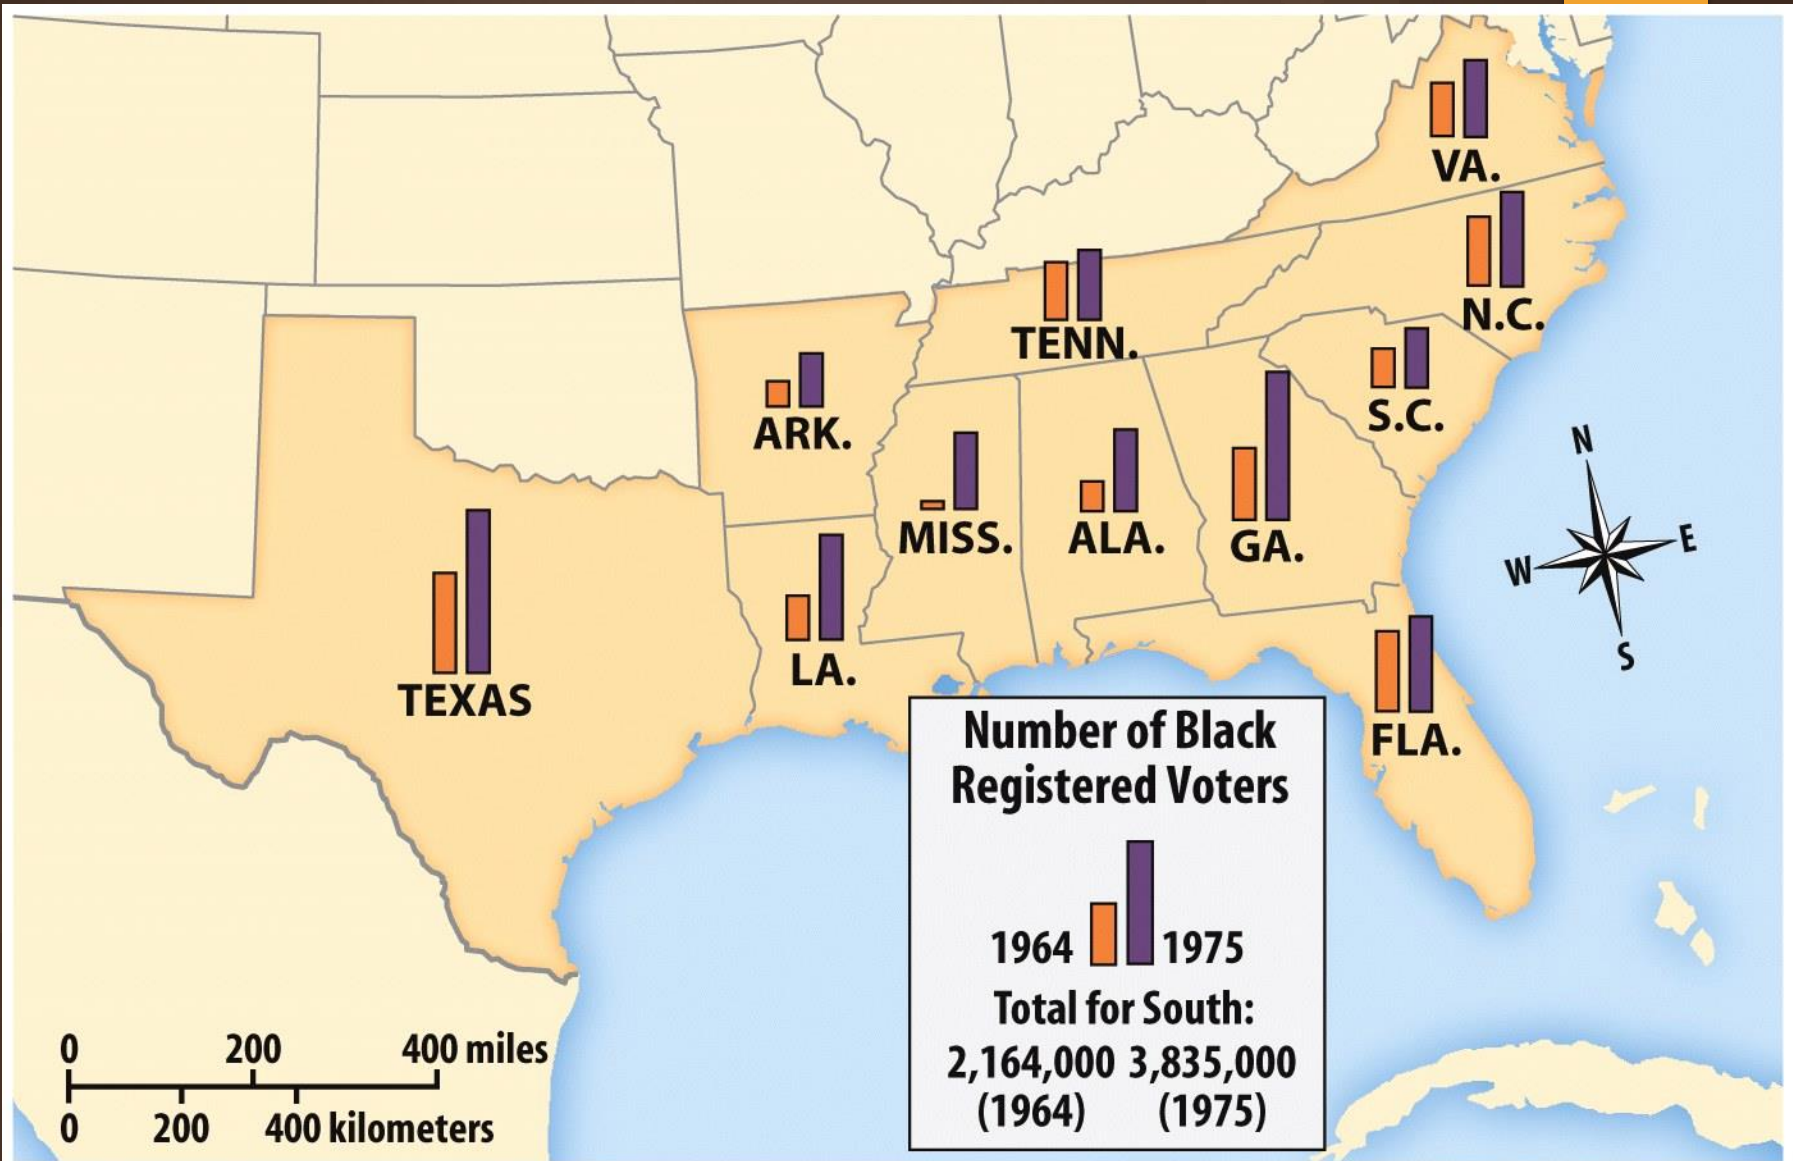 VA.
N.C.
TENN.
S.C.
ARK.
MISS.
ALA.
GA.
TEXAS
LA.
FLA.
N
E
W
S
Number of Black
Registered Voters
1964 1975
Total for South:
2,164,000 3,835,000
(1964) (1975)
0 200 400 miles
0 200 400 kilometers